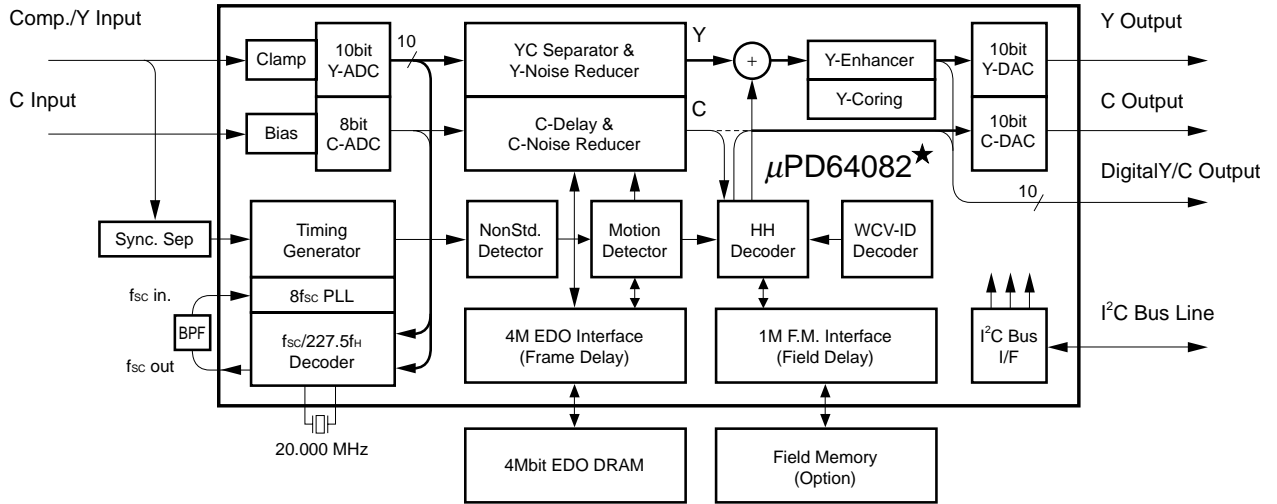 Comp./Y Input
C Input
Clamp
10bit
Y-ADC
10
Bias
8bit
C-ADC
YC Separator &
Y-Noise Reducer
C-Delay &
C-Noise Reducer
Y
C
+
Y-Enhancer
Y-Coring
10bit
Y-DAC
10bit
C-DAC
Y Output
C Output
DigitalY/C Output
10
μPD64082★
Sync. Sep
Timing
Generator
8fSC PLL
fSC/227.5fH
Decoder
fSC in.
BPF
fSC out
20.000 MHz
NonStd.
Detector
Motion
Detector
HH
Decoder
WCV-ID
Decoder
4M EDO Interface
(Frame Delay)
1M F.M. Interface
(Field Delay)
I²C Bus
I/F
I²C Bus Line
4Mbit EDO DRAM
Field Memory
(Option)